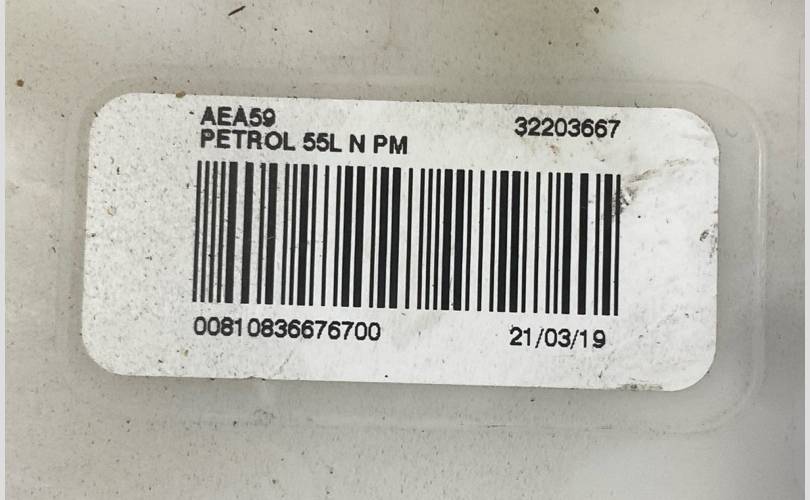 AEA59
PETROL 55L N PM
32203667
00810836676700
21/03/19